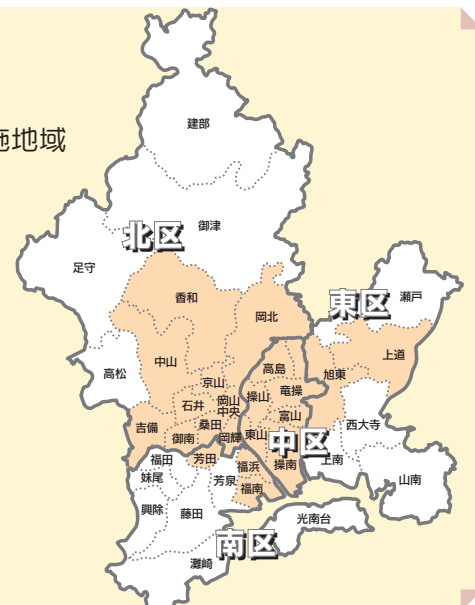 施地域
建部
北区
御津
足守
東区
瀬戸
香和
岡北
上道
高松
中山
高島
旭東
京山
操山
竜操
石井
岡山
中央
富山
西大寺
吉備
桑田
御南
岡輝
東山
中区
福田
芳田
福浜
操南
上南
妹尾
芳泉
福南
山南
興除
藤田
光南台
南区
灘崎